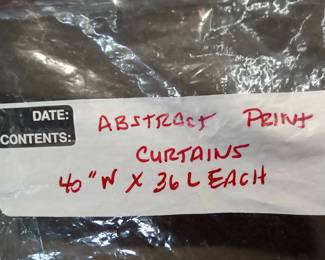 DATE: ABSTRACT PRINT
CONTENTS: CURTAINS
40" W X 36 L EACH